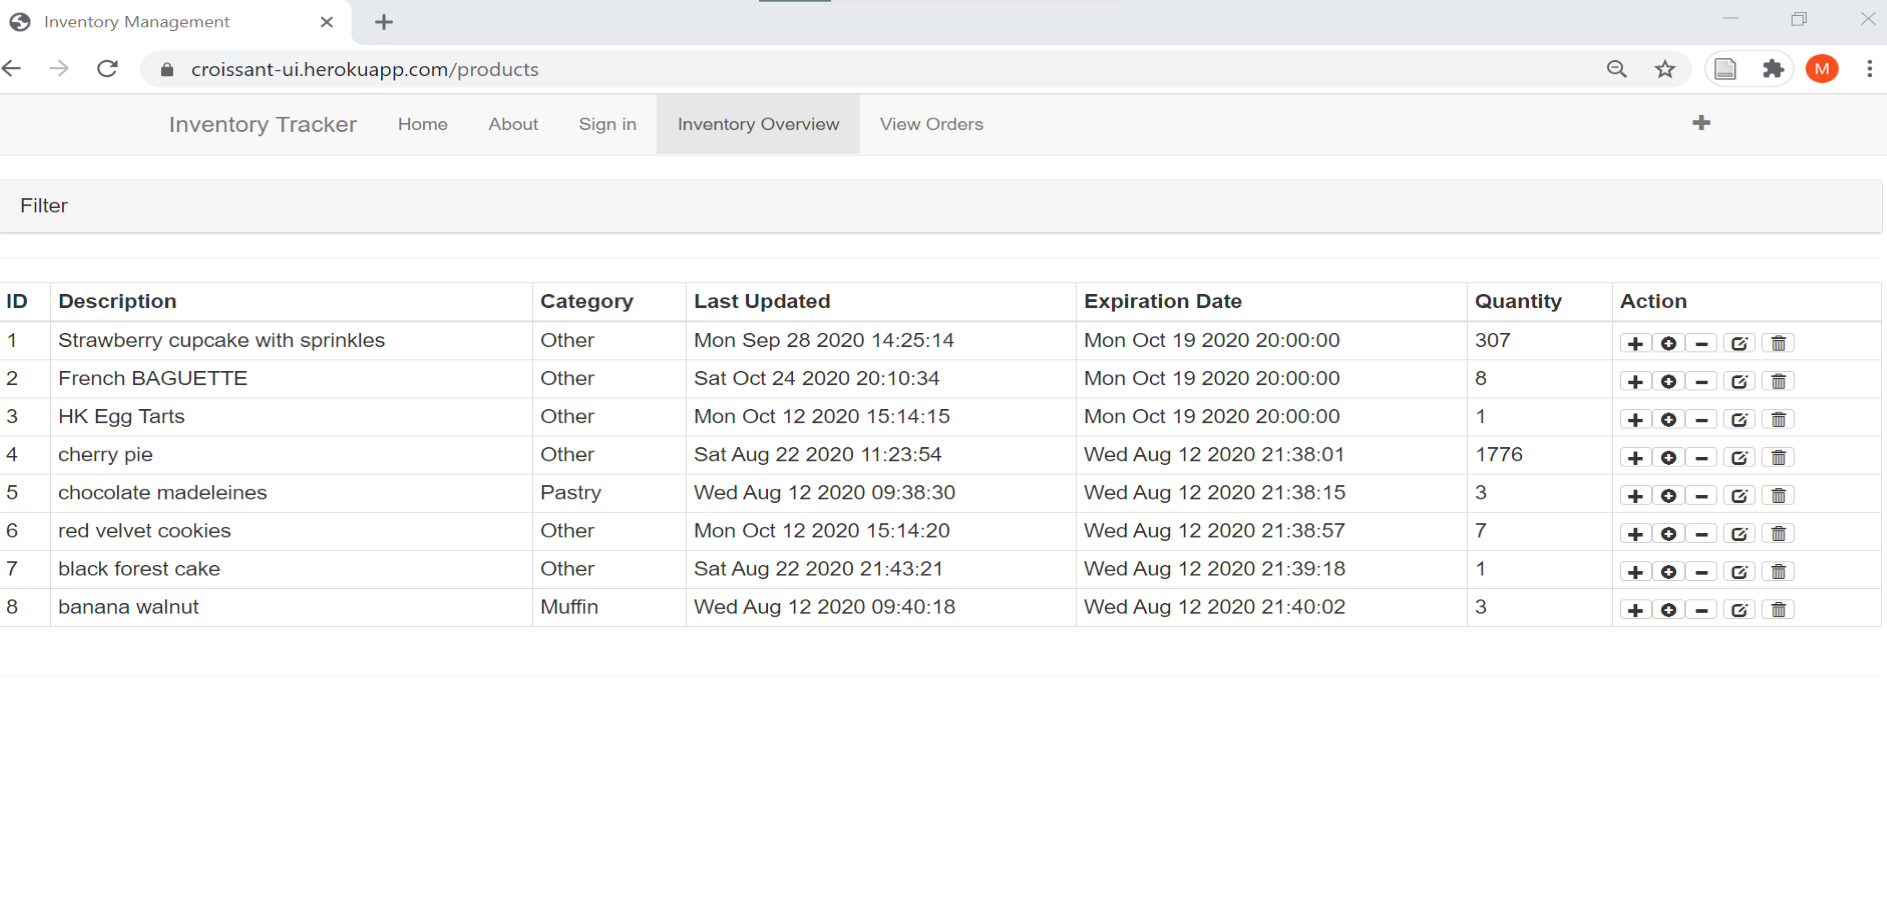 Inventory Management
croissant-ui.herokuapp.com/products
M
Inventory Tracker Home About Sign in Inventory Overview View Orders
Filter
ID Description Category Last Updated Expiration Date Quantity Action
1 Strawberry cupcake with sprinkles Other Mon Sep 28 2020 14:25:14 Mon Oct 19 2020 20:00:00 307
2 French BAGUETTE Other Sat Oct 24 2020 20:10:34 Mon Oct 19 2020 20:00:00 8
3 HK Egg Tarts Other Mon Oct 12 2020 15:14:15 Mon Oct 19 2020 20:00:00 1
4 cherry pie Other Sat Aug 22 2020 11:23:54 Wed Aug 12 2020 21:38:01 1776
5 chocolate madeleines Pastry Wed Aug 12 2020 09:38:30 Wed Aug 12 2020 21:38:15 3
6 red velvet cookies Other Mon Oct 12 2020 15:14:20 Wed Aug 12 2020 21:38:57 7
7 black forest cake Other Sat Aug 22 2020 21:43:21 Wed Aug 12 2020 21:39:18 1
8 banana walnut Muffin Wed Aug 12 2020 09:40:18 Wed Aug 12 2020 21:40:02 3